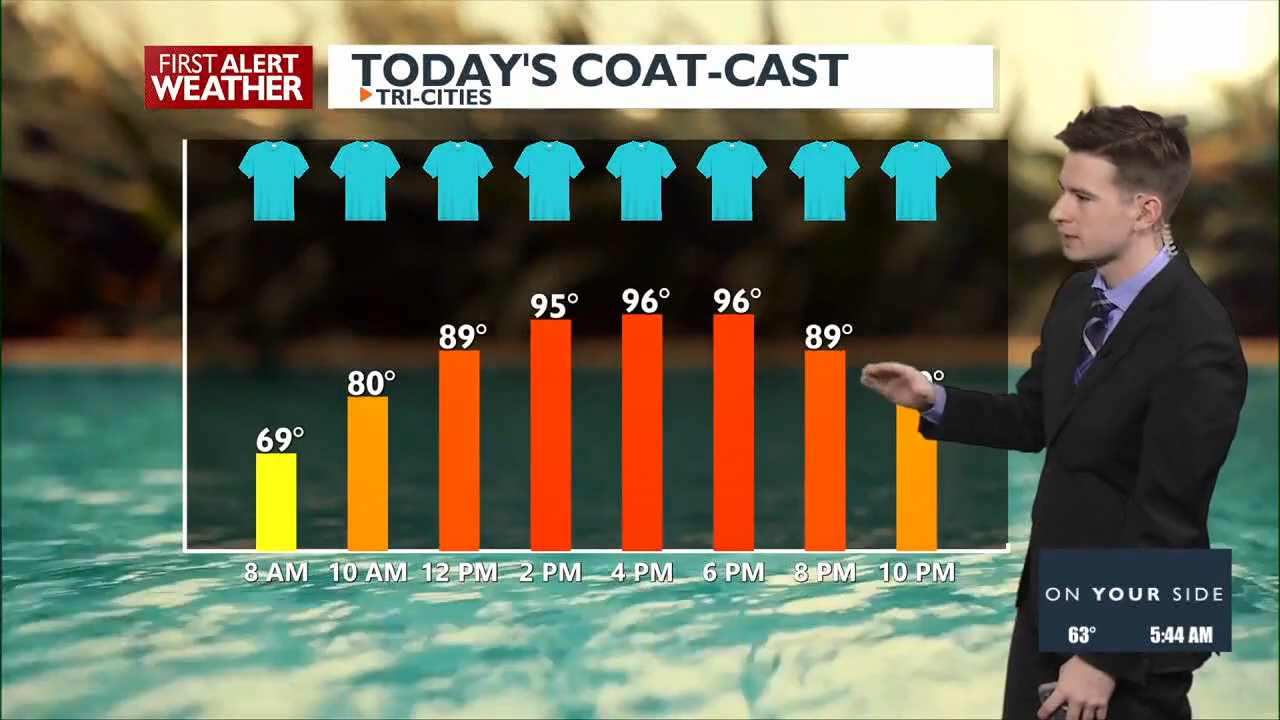 FIRST ALERT
WEATHER
TODAY'S COAT-CAST
TRI-CITIES
69° 80° 89° 95° 96° 96° 89°
8 AM 10 AM 12 PM 2 PM 4 PM 6 PM 8 PM 10 PM
ON YOUR SIDE
63° 5:44 AM